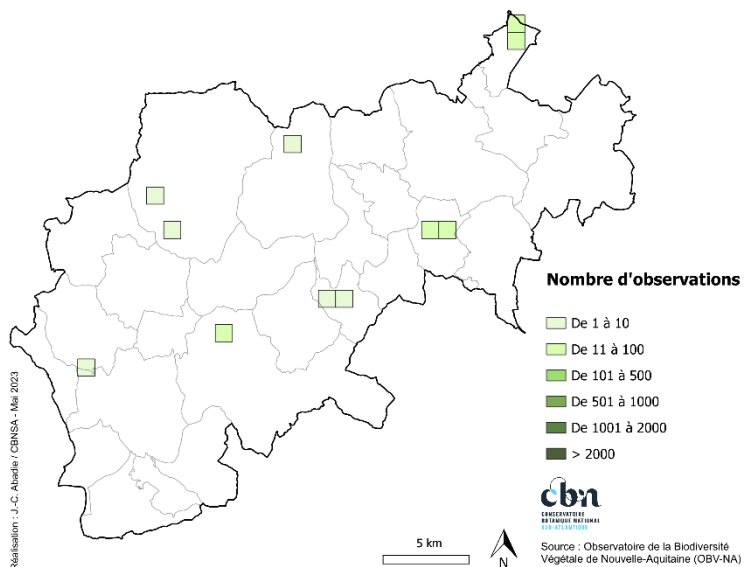 Nombre d'observations
De 1 à 10
De 11 à 100
De 101 à 500
De 501 à 1000
De 1001 à 2000
> 2000
cbn
CONSERVATOIRE
BOTANIQUE NATIONAL
SUD-ATLANTIQUE
5 km
N
Source : Observatoire de la Biodiversité
Végétale de Nouvelle-Aquitaine (OBV-NA)
Réalisation : J.-C. Abadie / CBNSA - Mai 2023